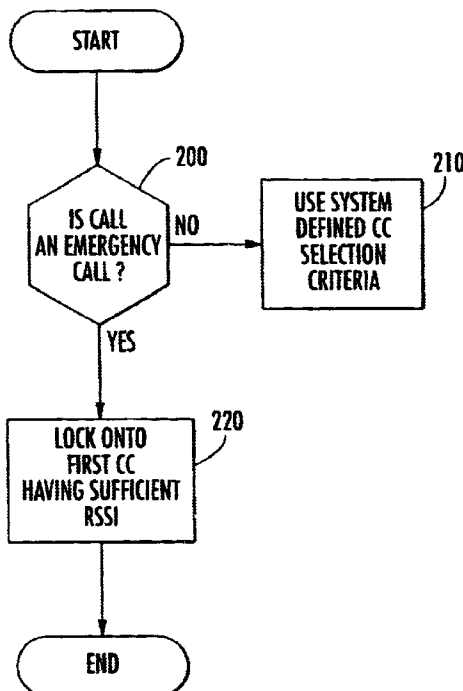 START
200
IS CALL
AN EMERGENCY
CALL ?
NO
210
USE SYSTEM
DEFINED CC
SELECTION
CRITERIA
YES
220
LOCK ONTO
FIRST CC
HAVING SUFFICIENT
RSSI
END